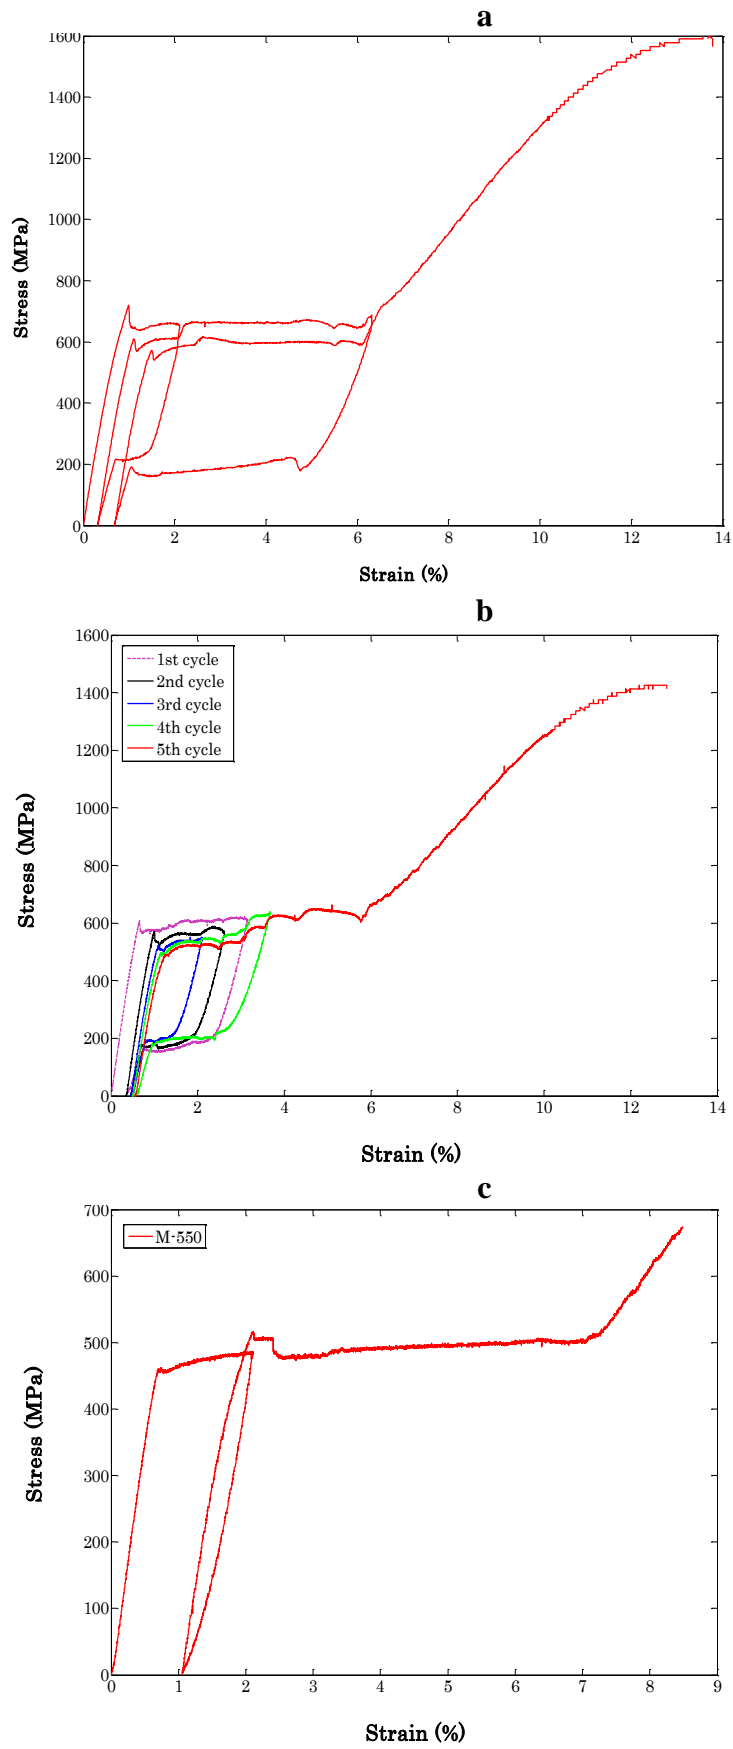 a
1600
1400
1200
1000
800
600
400
200
0
Stress (MPa)
0 2 4 6 8 10 12 14
Strain (%)
b
1600
1400
1200
1000
800
600
400
200
0
Stress (MPa)
1st cycle
2nd cycle
3rd cycle
4th cycle
5th cycle
0 2 4 6 8 10 12 14
Strain (%)
c
700
600
500
400
300
200
100
0
Stress (MPa)
M-550
0 1 2 3 4 5 6 7 8 9
Strain (%)